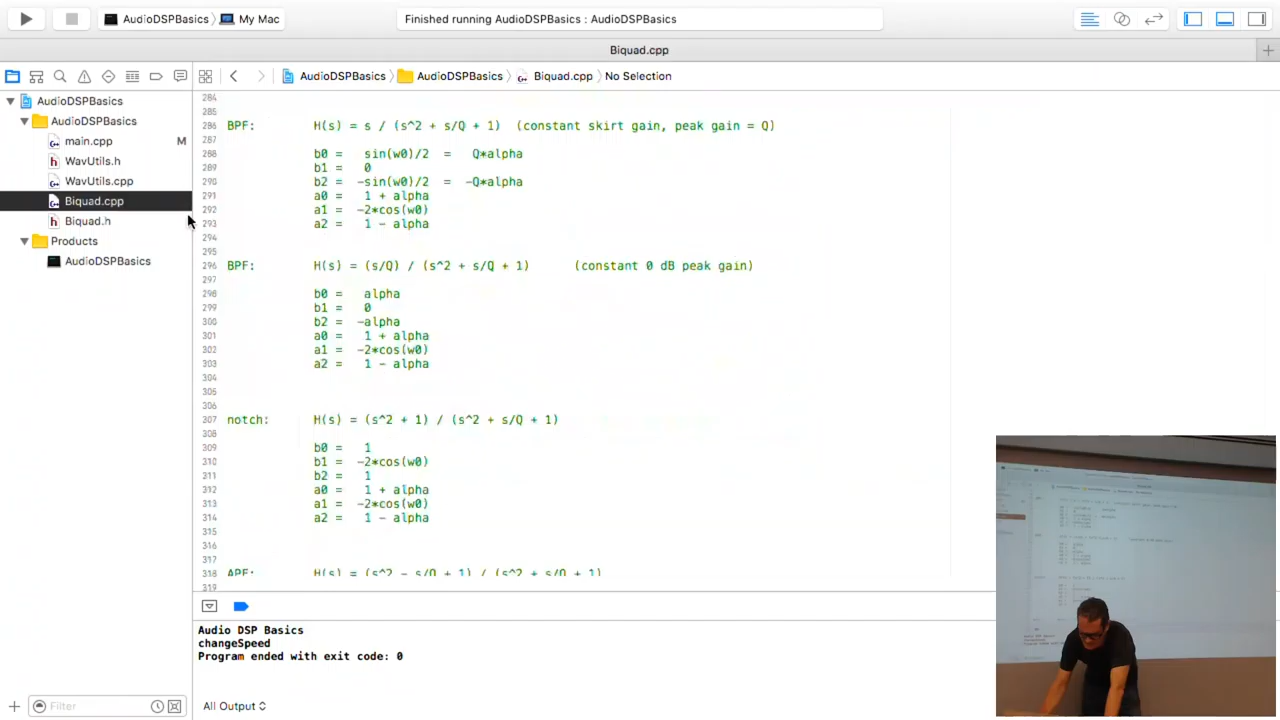 AudioDSPBasics
My Mac
Finished running AudioDSPBasics : AudioDSPBasics
Biquad.cpp
AudioDSPBasics
AudioDSPBasics
Biquad.cpp
No Selection
AudioDSPBasics
AudioDSPBasics
main.cpp M
WavUtils.h
WavUtils.cpp
Biquad.cpp
Biquad.h
Products
AudioDSPBasics
284
285
286 BPF: H(s) = s / (s^2 + s/Q + 1) (constant skirt gain, peak gain = Q)
287
288 b0 = sin(w0)/2 = Q*alpha
289 b1 = 0
290 b2 = -sin(w0)/2 = -Q*alpha
291 a0 = 1 + alpha
292 a1 = -2*cos(w0)
293 a2 = 1 - alpha
294
295
296 BPF: H(s) = (s/Q) / (s^2 + s/Q + 1) (constant 0 dB peak gain)
297
298 b0 = alpha
299 b1 = 0
300 b2 = -alpha
301 a0 = 1 + alpha
302 a1 = -2*cos(w0)
303 a2 = 1 - alpha
304
305
306
307 notch: H(s) = (s^2 + 1) / (s^2 + s/Q + 1)
308
309 b0 = 1
310 b1 = -2*cos(w0)
311 b2 = 1
312 a0 = 1 + alpha
313 a1 = -2*cos(w0)
314 a2 = 1 - alpha
315
316
317
318 APF: H(s) = (s^2 - s/Q + 1) / (s^2 + s/Q + 1)
319
Audio DSP Basics
changeSpeed
Program ended with exit code: 0
Filter
All Output